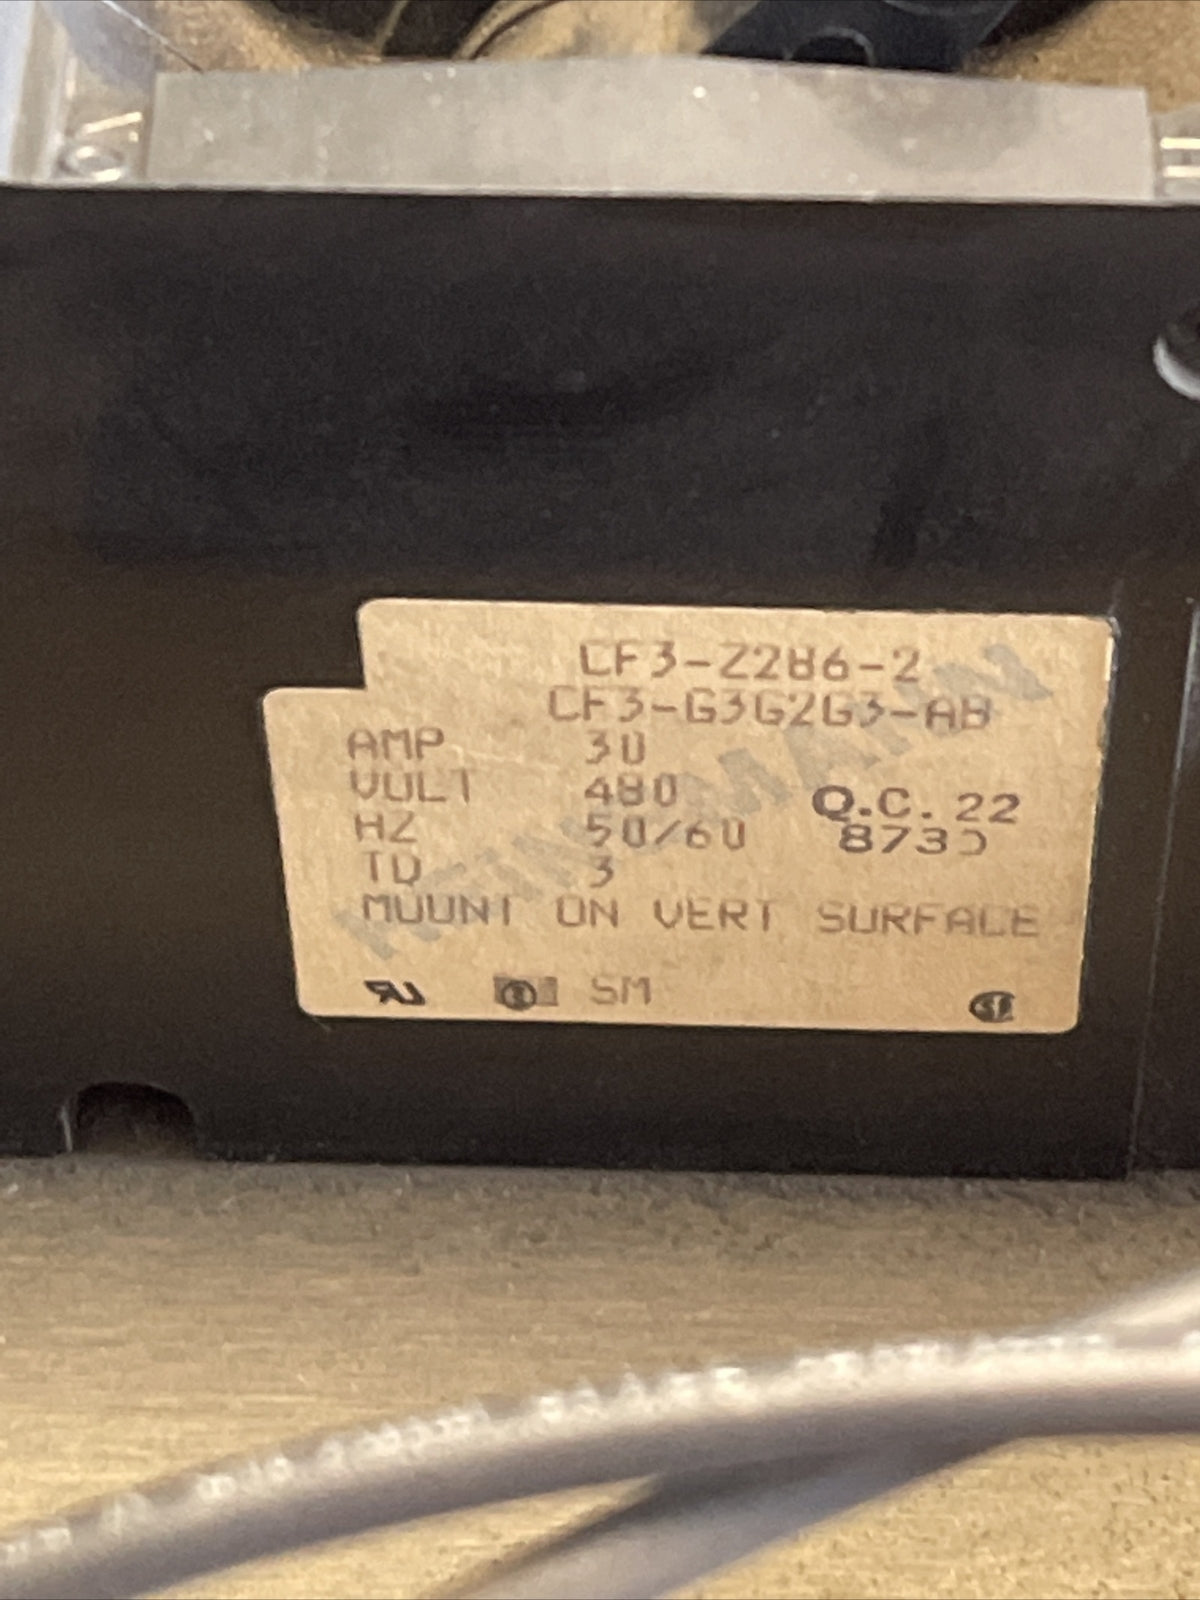 CF3-Z286-2
CF3-G3G2G3-AB
AMP 30
VOLT 480
HZ 50/60
TD 3
Q.C. 22
MOUNT ON VERT SURFACE
HEINEMANN
SM